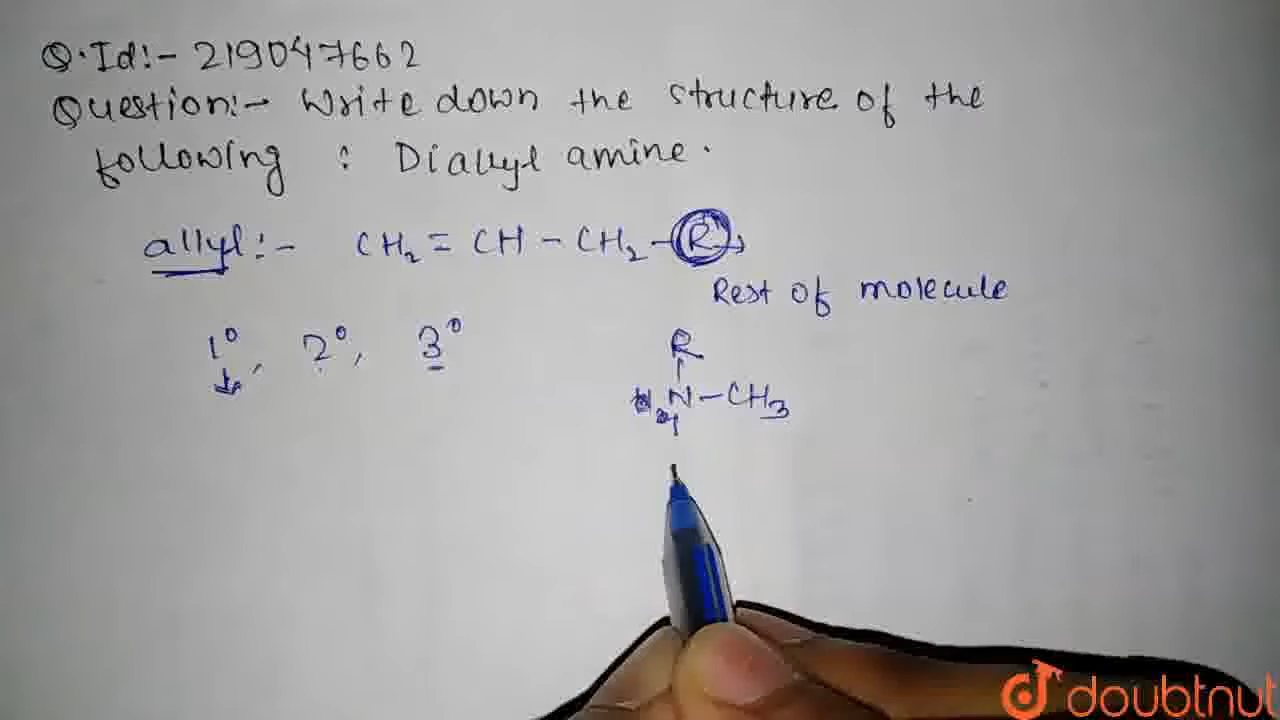 Q.Id:- 219047662
Question:- Write down the structure of the
following : Diallyl amine.
allyl:- CH₂ = CH - CH₂ - R
Rest of molecule
1°, 2°, 3°
R
N - CH₃
doubtnut